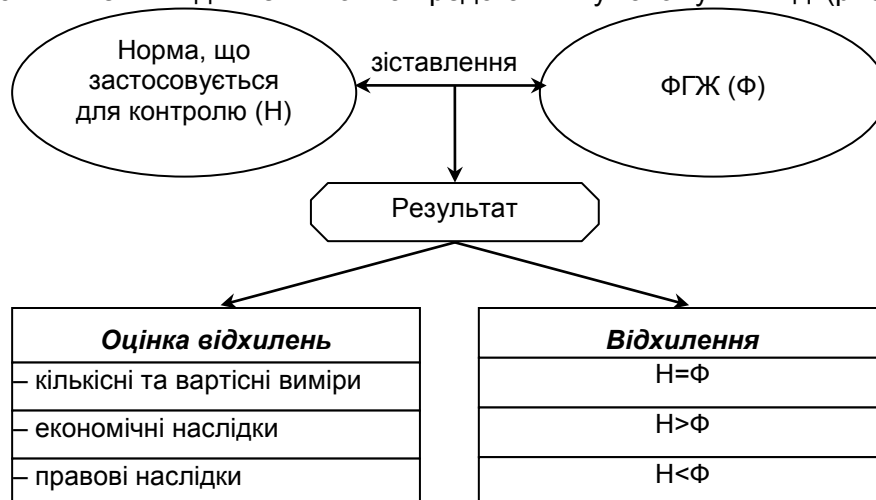 Норма, що
застосовується
для контролю (Н)
зіставлення
ФГЖ (Ф)
Результат
Оцінка відхилень
– кількісні та вартісні виміри
– економічні наслідки
– правові наслідки
Відхилення
Н=Ф
Н>Ф
Н<Ф